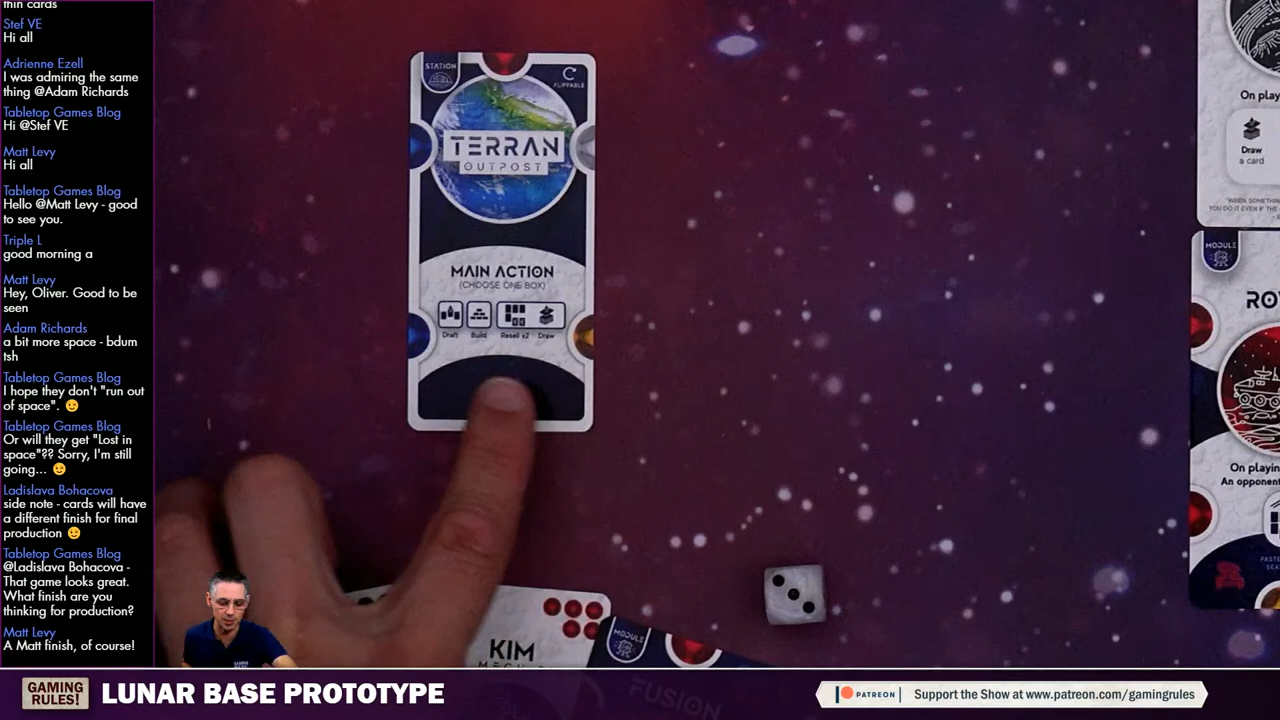 thin cards
Stef VE
Hi all
Adrienne Ezell
I was admiring the same
thing @Adam Richards
Tabletop Games Blog
Hi @Stef VE
Matt Levy
Hi all
Tabletop Games Blog
Hello @Matt Levy - good
to see you.
Triple L
good morning a
Matt Levy
Hey, Oliver. Good to be
seen
Adam Richards
a bit more space - bdum
tsh
Tabletop Games Blog
I hope they don't "run out
of space". 😉
Tabletop Games Blog
Or will they get "Lost in
space"?? Sorry, I'm still
going... 😉
Ladislava Bohacova
side note - cards will have
a different finish for final
production 😉
Tabletop Games Blog
@Ladislava Bohacova -
That game looks great.
What finish are you
thinking for production?
Matt Levy
A Matt finish, of course!
STATION
FLIPPABLE
TERRAN
OUTPOST
MAIN ACTION
(CHOOSE ONE BOX)
Draft Build Resell x2 Draw
KIM
MODULE
FUSION
On play
Draw
a card
MODULE
RO
On playin
An opponent
GAMING
RULES!
LUNAR BASE PROTOTYPE
PATREON
Support the Show at www.patreon.com/gamingrules